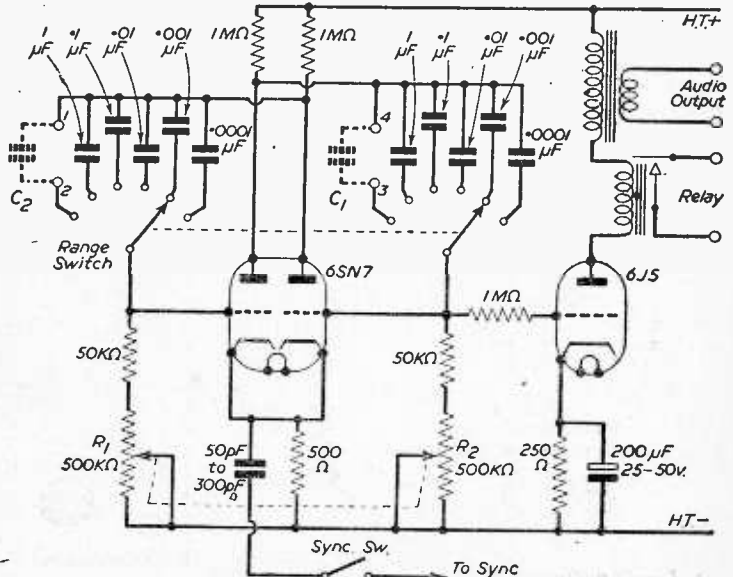 1 µF
·1 µF
·01 µF
·001 µF
·0001 µF
1MΩ
1MΩ
1 µF
·1 µF
·01 µF
·001 µF
·0001 µF
H.T.+
Audio
Output
Relay
1
2
C2
4
3
C1
Range
Switch
6SN7
6J5
1MΩ
50KΩ
50KΩ
R1
500KΩ
50pF
to
300pF
500
Ω
R2
500KΩ
250
Ω
200µF
25–50v.
HT–
Sync. Sw.
To Sync